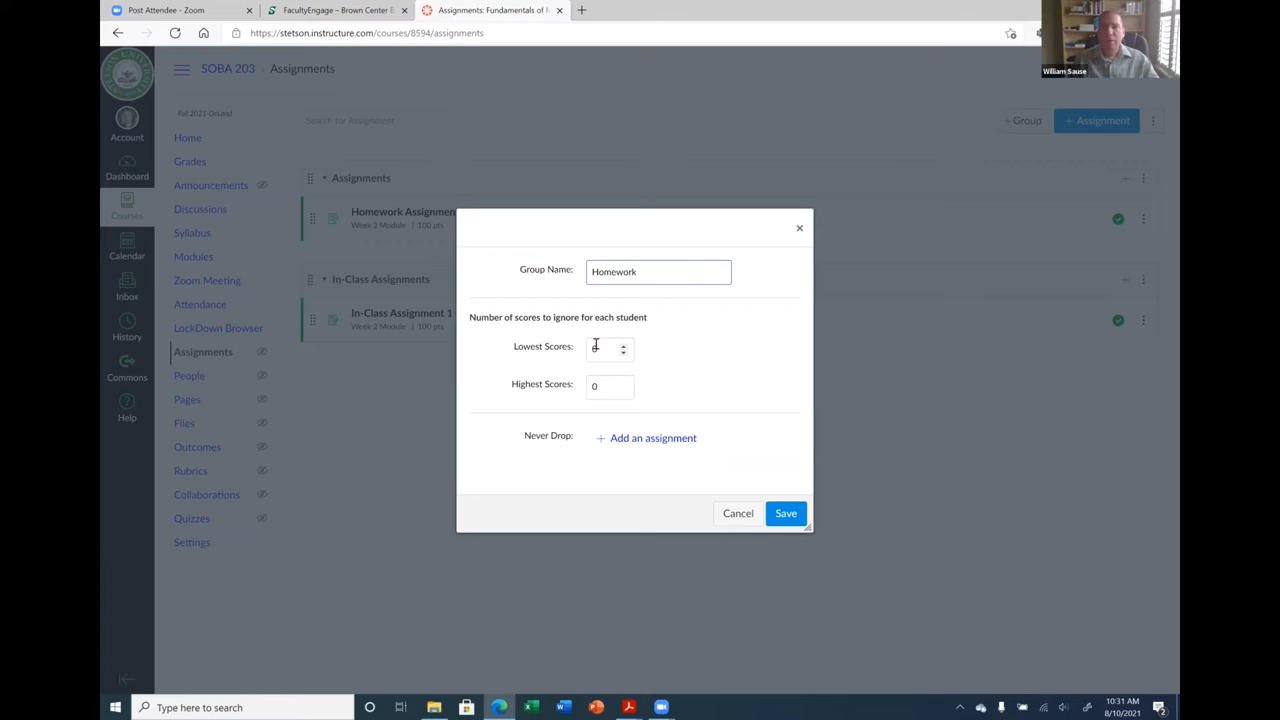 Post Attendee - Zoom
FacultyEngage – Brown Center
Assignments: Fundamentals of
https://stetson.instructure.com/courses/8594/assignments
William Sause
SOBA 203 › Assignments
Account
Dashboard
Courses
Calendar
Inbox
History
Commons
Help
Fall 2021-DeLand
Home
Grades
Announcements
Discussions
Syllabus
Modules
Zoom Meeting
Attendance
LockDown Browser
Assignments
People
Pages
Files
Outcomes
Rubrics
Collaborations
Quizzes
Settings
Search for Assignment
+Group
+ Assignment
Assignments
Homework Assignmen
Week 2 Module | 100 pts
In-Class Assignments
In-Class Assignment 1
Week 2 Module | 100 pts
×
Group Name: Homework
Number of scores to ignore for each student
Lowest Scores:
Highest Scores: 0
Never Drop: + Add an assignment
Cancel
Save
Type here to search
10:31 AM
8/10/2021
2